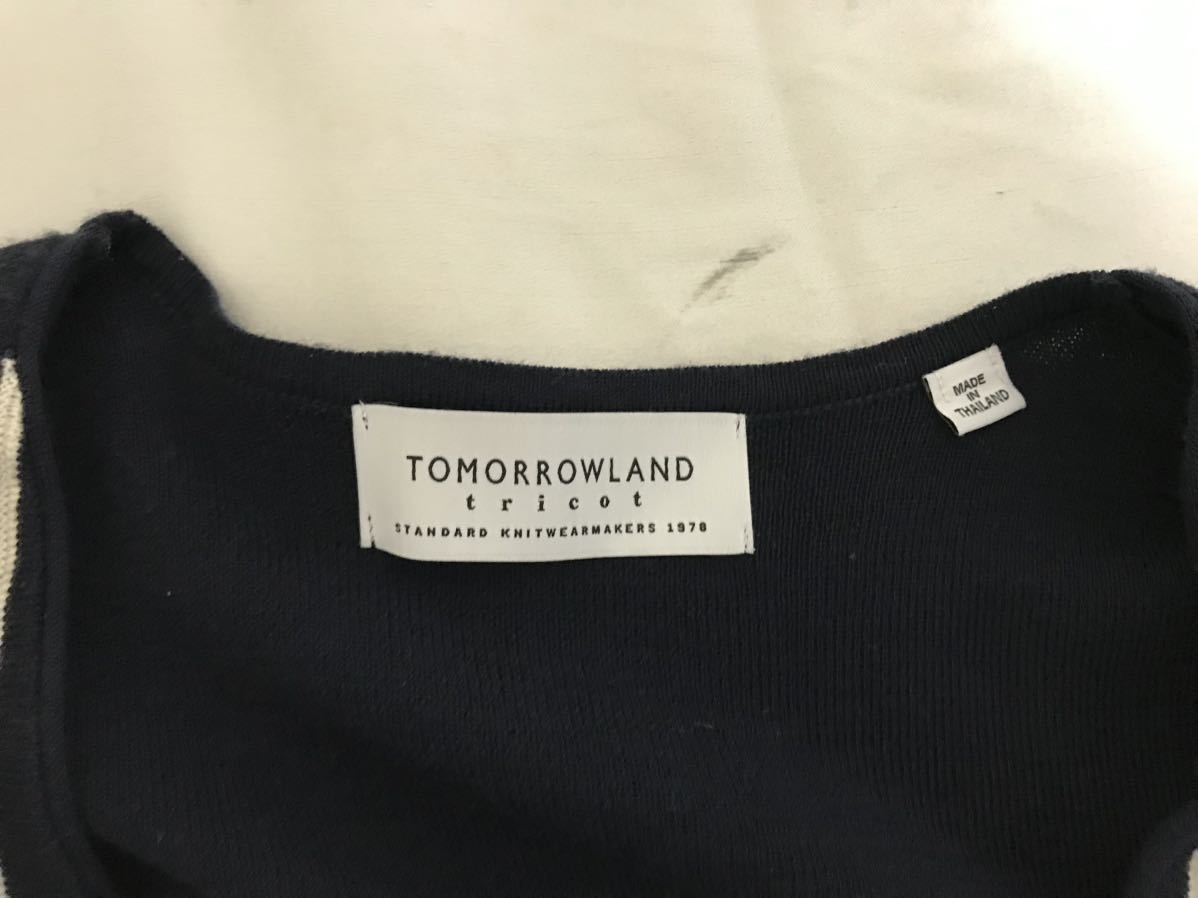 TOMORROWLAND
tricot
STANDARD KNITWEARMAKERS 1978
MADE
IN
THAILAND